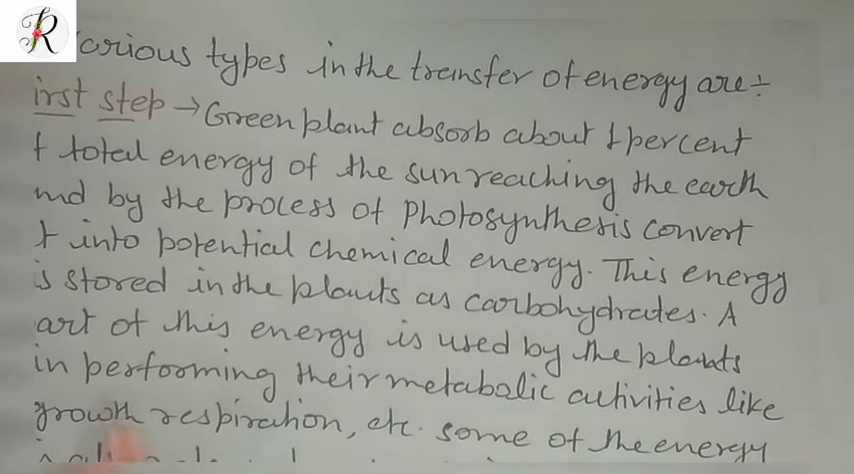 R
arious types in the transfer of energy are÷
irst step → Green plant absorb about 1 percent
f total energy of the sun reaching the earth
nd by the process of Photosynthesis convert
t into potential chemical energy. This energy
is stored in the plants as carbohydrates. A
art of this energy is used by the plants
in performing their metabolic activities like
growth respiration, etc. some of the energy